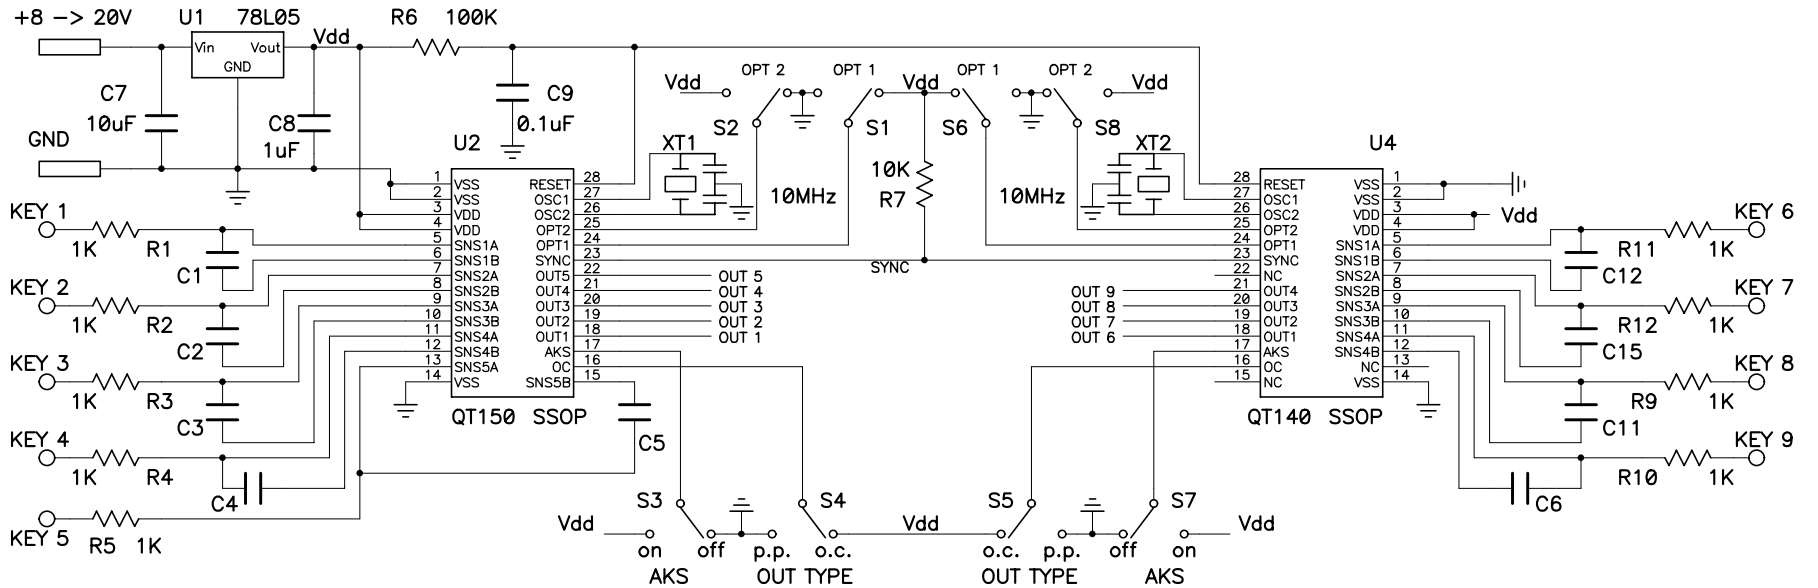 +8 -> 20V
U1 78L05
Vin Vout
GND
Vdd
R6 100K
C7
10uF
C8
1uF
C9
0.1uF
GND
OPT 2
OPT 1
OPT 1
OPT 2
Vdd
Vdd
Vdd
S2
S1
S6
S8
XT1
10MHz
10K
R7
10MHz
XT2
U2
1 VSS
2 VSS
3 VDD
4 VDD
5 SNS1A
6 SNS1B
7 SNS2A
8 SNS2B
9 SNS3A
10 SNS3B
11 SNS4A
12 SNS4B
13 SNS5A
14 VSS
RESET 28
OSC1 27
OSC2 26
OPT2 25
OPT1 24
SYNC 23
OUT5 22
OUT4 21
OUT3 20
OUT2 19
OUT1 18
AKS 17
OC 16
SNS5B 15
QT150 SSOP
KEY 1
1K R1
C1
KEY 2
1K R2
C2
KEY 3
1K R3
C3
KEY 4
1K R4
C4
KEY 5
R5 1K
C5
SYNC
OUT 5
OUT 4
OUT 3
OUT 2
OUT 1
OUT 9
OUT 8
OUT 7
OUT 6
U4
28 RESET
27 OSC1
26 OSC2
25 OPT2
24 OPT1
23 SYNC
22 NC
21 OUT4
20 OUT3
19 OUT2
18 OUT1
17 AKS
16 OC
15 NC
VSS 1
VSS 2
VDD 3
VDD 4
SNS1A 5
SNS1B 6
SNS2A 7
SNS2B 8
SNS3A 9
SNS3B 10
SNS4A 11
SNS4B 12
NC 13
VSS 14
QT140 SSOP
Vdd
KEY 6
R11 1K
C12
KEY 7
R12 1K
C15
KEY 8
R9 1K
C11
KEY 9
R10 1K
C6
S3
S4
S5
S7
Vdd
Vdd
Vdd
on off p.p. o.c.
o.c. p.p. off on
AKS OUT TYPE
OUT TYPE AKS